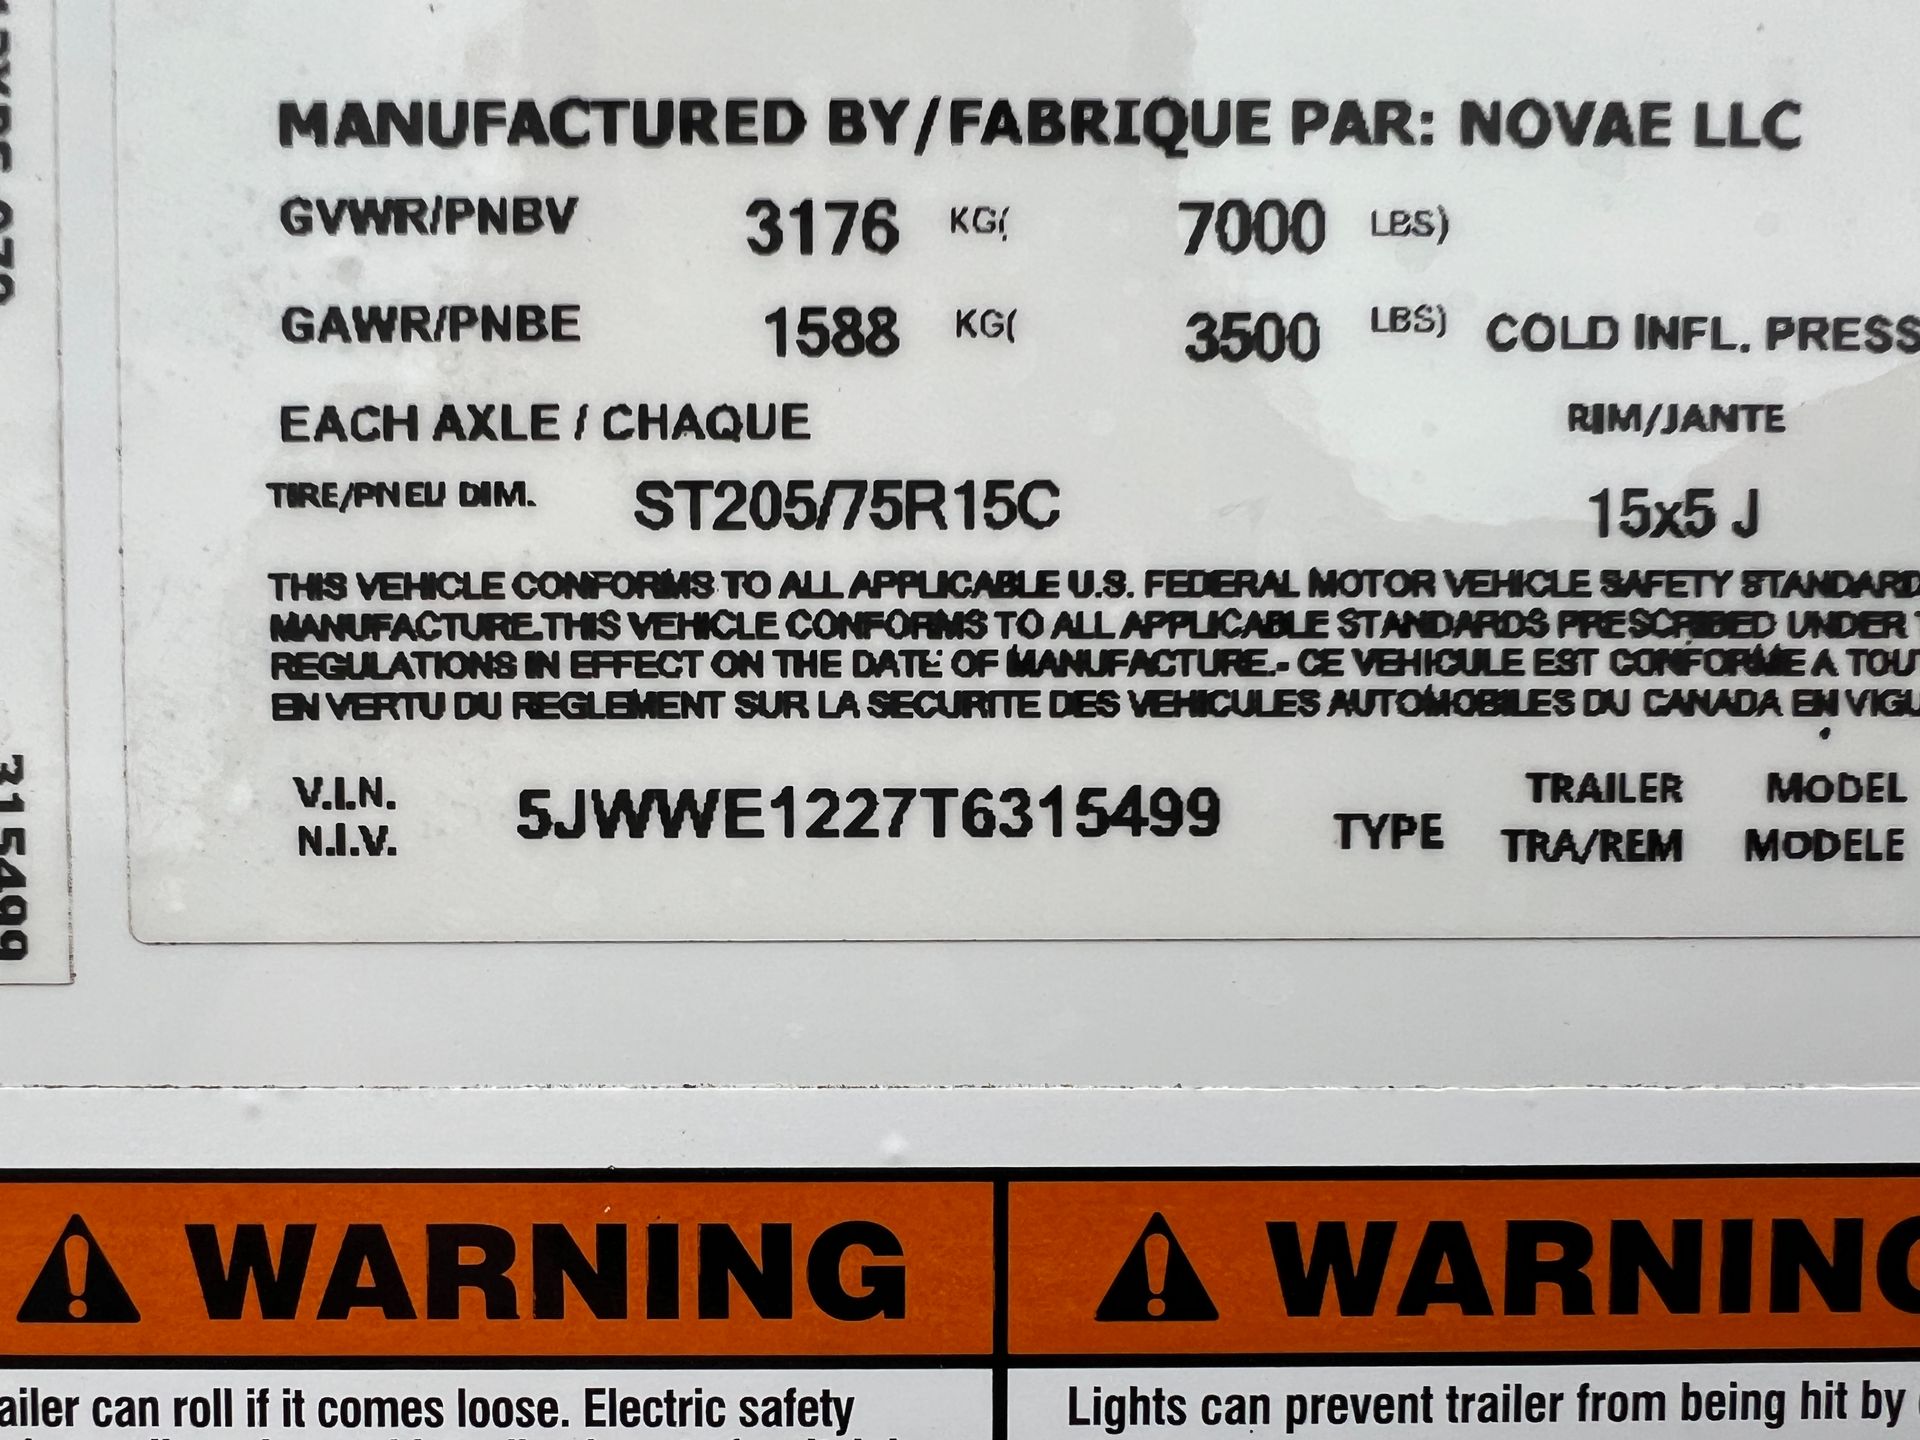 MANUFACTURED BY/FABRIQUE PAR: NOVAE LLC
GVWR/PNBV 3176 KG( 7000 LBS)
GAWR/PNBE 1588 KG( 3500 LBS) COLD INFL. PRESS
EACH AXLE / CHAQUE RIM/JANTE
TIRE/PNEU DIM. ST205/75R15C 15x5 J
THIS VEHICLE CONFORMS TO ALL APPLICABLE U.S. FEDERAL MOTOR VEHICLE SAFETY STANDARD
MANUFACTURE.THIS VEHICLE CONFORMS TO ALL APPLICABLE STANDARDS PRESCRIBED UNDER T
REGULATIONS IN EFFECT ON THE DATE OF MANUFACTURE.- CE VEHICULE EST CONFORME A TOUT
EN VERTU DU REGLEMENT SUR LA SECURITE DES VEHICULES AUTOMOBILES DU CANADA EN VIGU
V.I.N. 5JWWE1227T6315499 TYPE TRAILER MODEL
N.I.V. TRA/REM MODELE
315499
WARNING
ailer can roll if it comes loose. Electric safety
WARNING
Lights can prevent trailer from being hit by